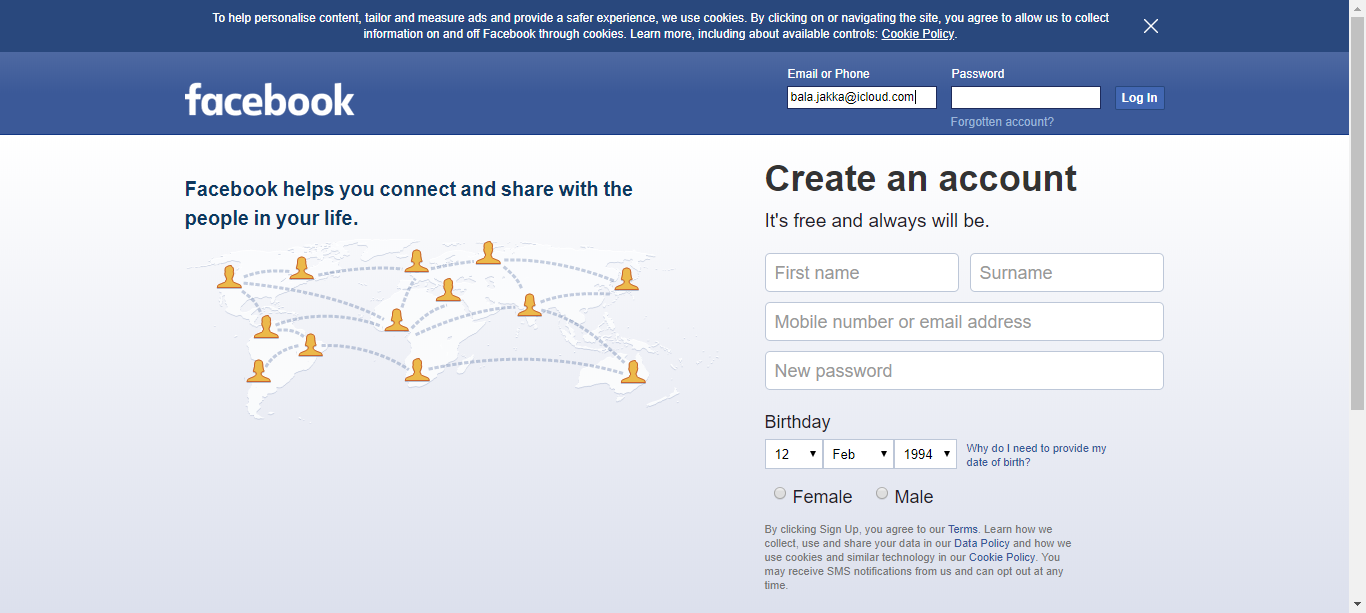 To help personalise content, tailor and measure ads and provide a safer experience, we use cookies. By clicking on or navigating the site, you agree to allow us to collect
information on and off Facebook through cookies. Learn more, including about available controls: Cookie Policy.
facebook
Email or Phone
Password
bala.jakka@icloud.com
Log In
Forgotten account?
Facebook helps you connect and share with the
people in your life.
Create an account
It's free and always will be.
First name
Surname
Mobile number or email address
New password
Birthday
12
Feb
1994
Why do I need to provide my
date of birth?
Female
Male
By clicking Sign Up, you agree to our Terms. Learn how we
collect, use and share your data in our Data Policy and how we
use cookies and similar technology in our Cookie Policy. You
may receive SMS notifications from us and can opt out at any
time.